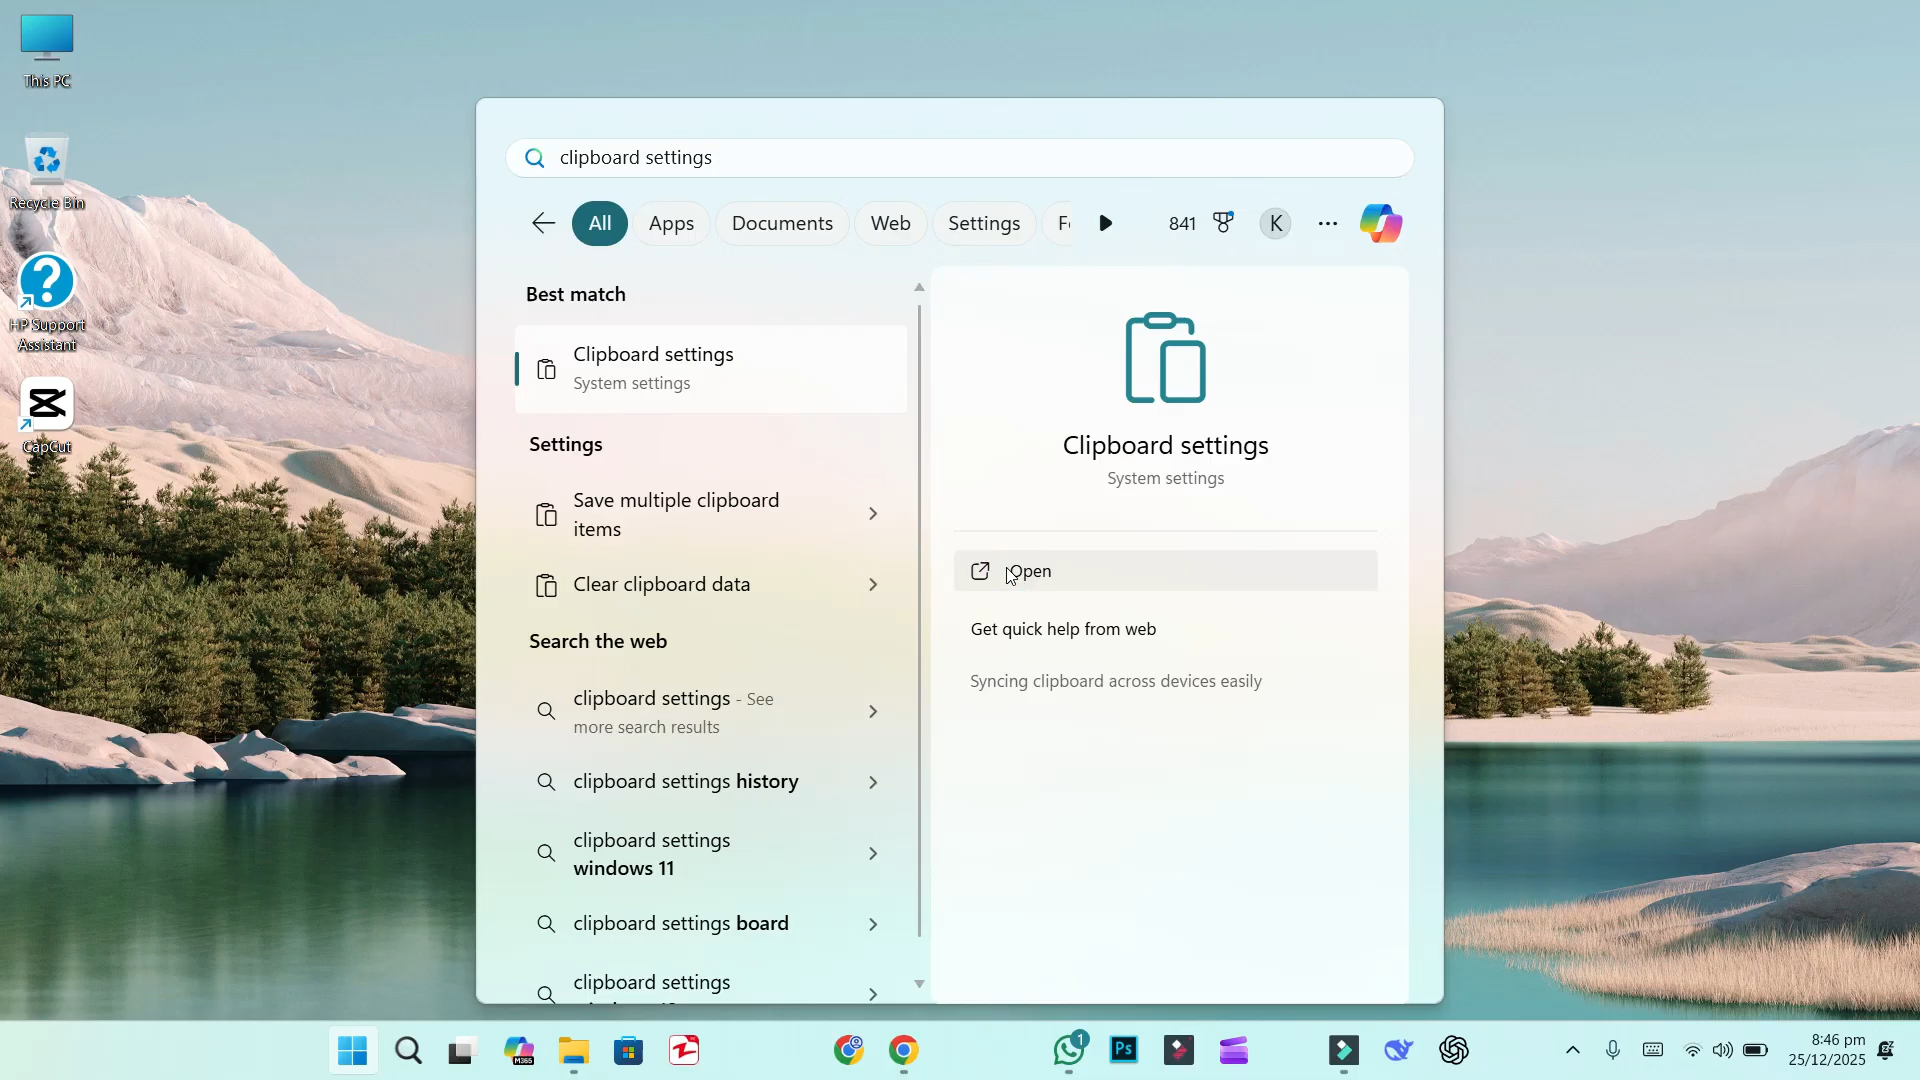 This PC
Recycle Bin
HP Support
Assistant
CapCut
clipboard settings
All
Apps
Documents
Web
Settings
841
K
Best match
Clipboard settings
System settings
Settings
Save multiple clipboard
items
Clear clipboard data
Search the web
clipboard settings - See
more search results
clipboard settings history
clipboard settings
windows 11
clipboard settings board
clipboard settings
Clipboard settings
System settings
Open
Get quick help from web
Syncing clipboard across devices easily
M365
1
Ps
8:46 pm
25/12/2025